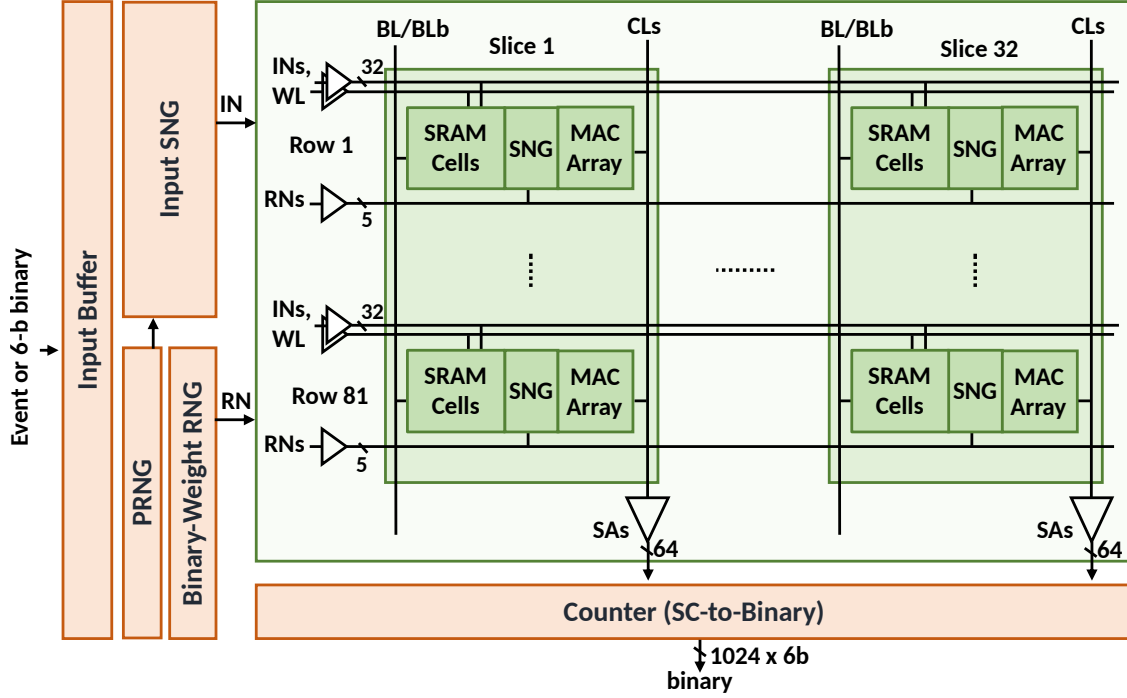 Event or 6-b binary
Input Buffer
Input SNG
PRNG
Binary-Weight RNG
IN
RN
BL/BLb
Slice 1
CLs
BL/BLb
Slice 32
CLs
INs,
WL
32
Row 1
SRAM
Cells
SNG
MAC
Array
SRAM
Cells
SNG
MAC
Array
RNs
5
INs,
WL
32
Row 81
SRAM
Cells
SNG
MAC
Array
SRAM
Cells
SNG
MAC
Array
RNs
5
SAs
64
SAs
64
Counter (SC-to-Binary)
1024 x 6b
binary